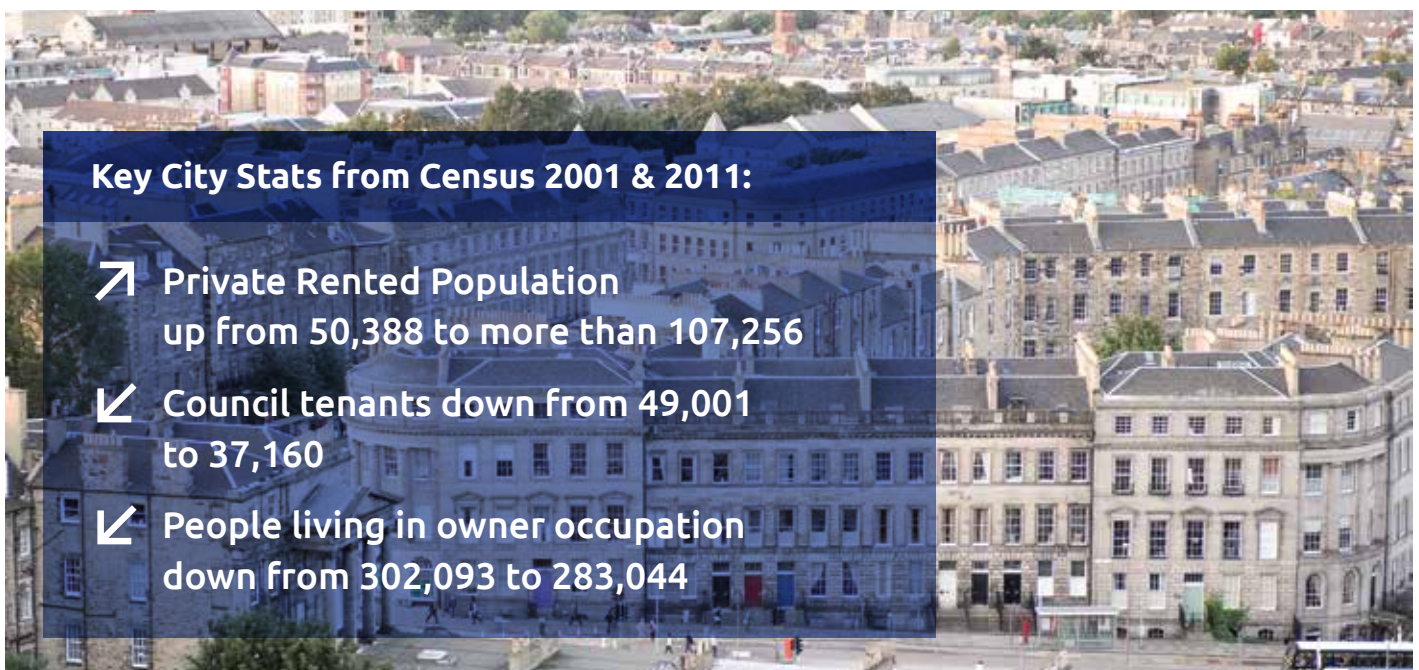 Key City Stats from Census 2001 & 2011:
Private Rented Population
up from 50,388 to more than 107,256
Council tenants down from 49,001
to 37,160
People living in owner occupation
down from 302,093 to 283,044